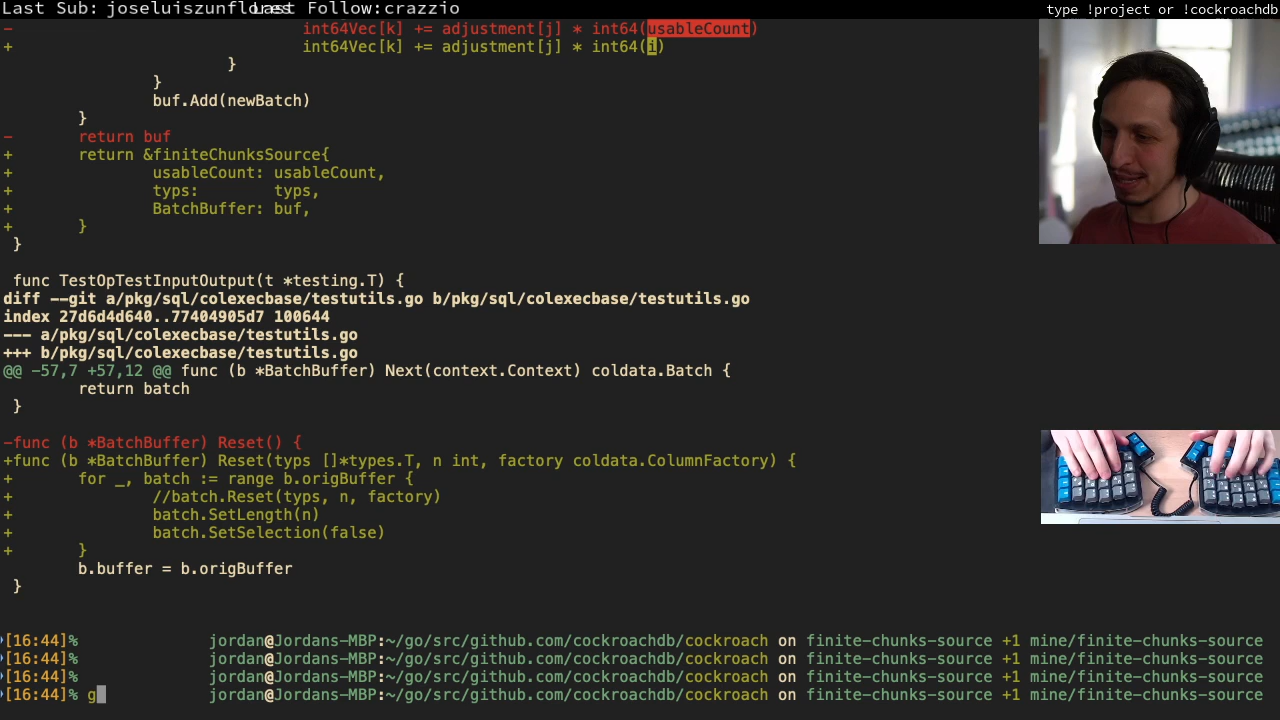 Last Sub: joseluiszunflores Last Follow:crazzio
type !project or !cockroachdb
- int64Vec[k] += adjustment[j] * int64(usableCount)
+ int64Vec[k] += adjustment[j] * int64(i)
}
}
buf.Add(newBatch)
}
- return buf
+ return &finiteChunksSource{
+ usableCount: usableCount,
+ typs: typs,
+ BatchBuffer: buf,
+ }
}
func TestOpTestInputOutput(t *testing.T) {
diff --git a/pkg/sql/colexecbase/testutils.go b/pkg/sql/colexecbase/testutils.go
index 27d6d4d640..77404905d7 100644
--- a/pkg/sql/colexecbase/testutils.go
+++ b/pkg/sql/colexecbase/testutils.go
@@ -57,7 +57,12 @@ func (b *BatchBuffer) Next(context.Context) coldata.Batch {
return batch
}
-func (b *BatchBuffer) Reset() {
+func (b *BatchBuffer) Reset(typs []*types.T, n int, factory coldata.ColumnFactory) {
+ for _, batch := range b.origBuffer {
+ //batch.Reset(typs, n, factory)
+ batch.SetLength(n)
+ batch.SetSelection(false)
+ }
b.buffer = b.origBuffer
}
[16:44]% jordan@Jordans-MBP:~/go/src/github.com/cockroachdb/cockroach on finite-chunks-source +1 mine/finite-chunks-source
[16:44]% jordan@Jordans-MBP:~/go/src/github.com/cockroachdb/cockroach on finite-chunks-source +1 mine/finite-chunks-source
[16:44]% jordan@Jordans-MBP:~/go/src/github.com/cockroachdb/cockroach on finite-chunks-source +1 mine/finite-chunks-source
[16:44]% g jordan@Jordans-MBP:~/go/src/github.com/cockroachdb/cockroach on finite-chunks-source +1 mine/finite-chunks-source